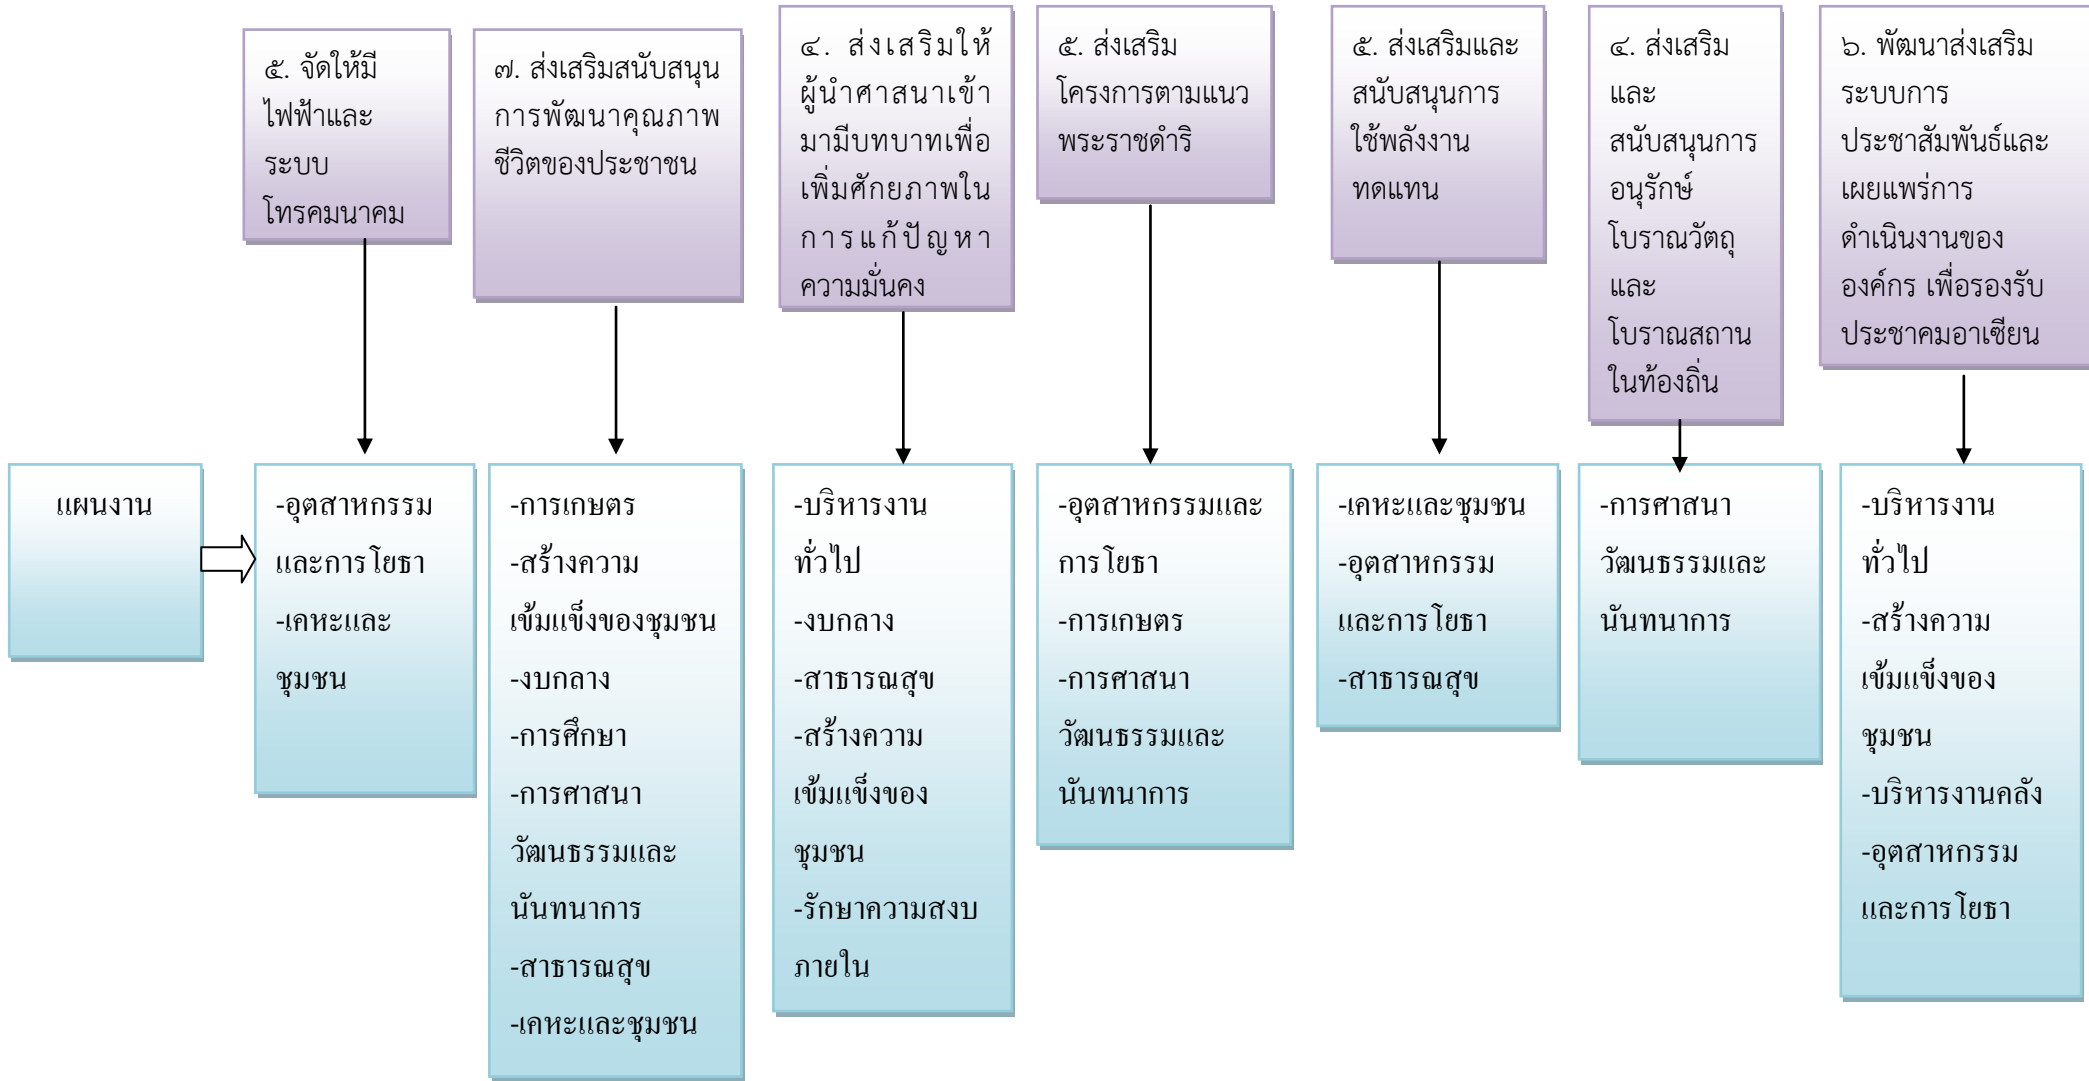 ๕. จัดให้มี
ไฟฟ้าและ
ระบบ
โทรคมนาคม
๗. ส่งเสริมสนับสนุน
การพัฒนาคุณภาพ
ชีวิตของประชาชน
๔. ส่งเสริมให้
ผู้นำศาสนาเข้า
มามีบทบาทเพื่อ
เพิ่มศักยภาพใน
การแก้ปัญหา
ความมั่นคง
๕. ส่งเสริม
โครงการตามแนว
พระราชดำริ
๕. ส่งเสริมและ
สนับสนุนการ
ใช้พลังงาน
ทดแทน
๔. ส่งเสริม
และ
สนับสนุนการ
อนุรักษ์
โบราณวัตถุ
และ
โบราณสถาน
ในท้องถิ่น
๖. พัฒนาส่งเสริม
ระบบการ
ประชาสัมพันธ์และ
เผยแพร่การ
ดำเนินงานของ
องค์กร เพื่อรองรับ
ประชาคมอาเซียน
แผนงาน
-อุตสาหกรรม
และการโยธา
-เคหะและ
ชุมชน
-การเกษตร
-สร้างความ
เข้มแข็งของชุมชน
-งบกลาง
-การศึกษา
-การศาสนา
วัฒนธรรมและ
นันทนาการ
-สาธารณสุข
-เคหะและชุมชน
-บริหารงาน
ทั่วไป
-งบกลาง
-สาธารณสุข
-สร้างความ
เข้มแข็งของ
ชุมชน
-รักษาความสงบ
ภายใน
-อุตสาหกรรมและ
การโยธา
-การเกษตร
-การศาสนา
วัฒนธรรมและ
นันทนาการ
-เคหะและชุมชน
-อุตสาหกรรม
และการโยธา
-สาธารณสุข
-การศาสนา
วัฒนธรรมและ
นันทนาการ
-บริหารงาน
ทั่วไป
-สร้างความ
เข้มแข็งของ
ชุมชน
-บริหารงานคลัง
-อุตสาหกรรม
และการโยธา